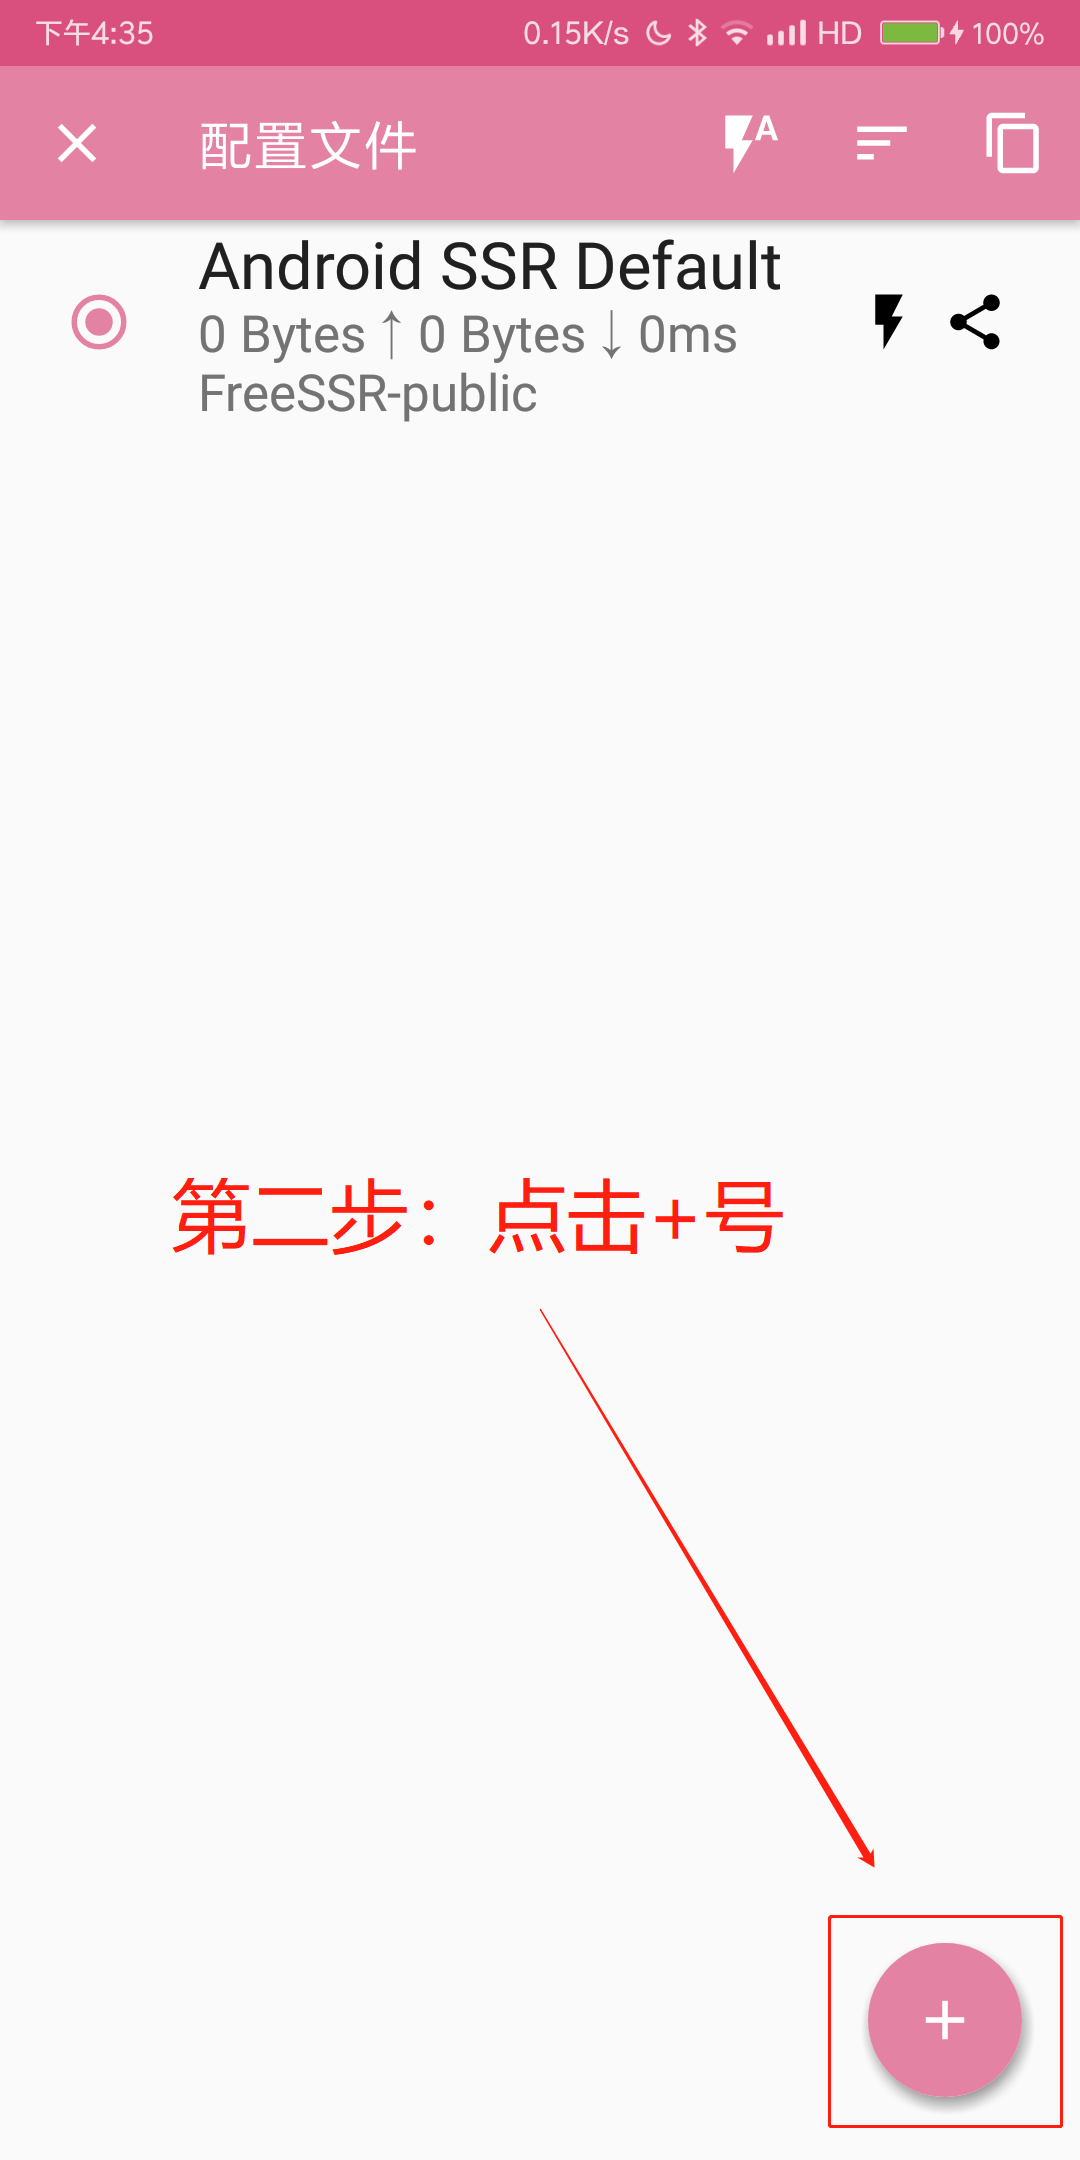 下午4:35 0.15K/s HD 100%
配置文件 A
Android SSR Default
0 Bytes↑0 Bytes↓0ms
FreeSSR-public
第二步：点击+号
+